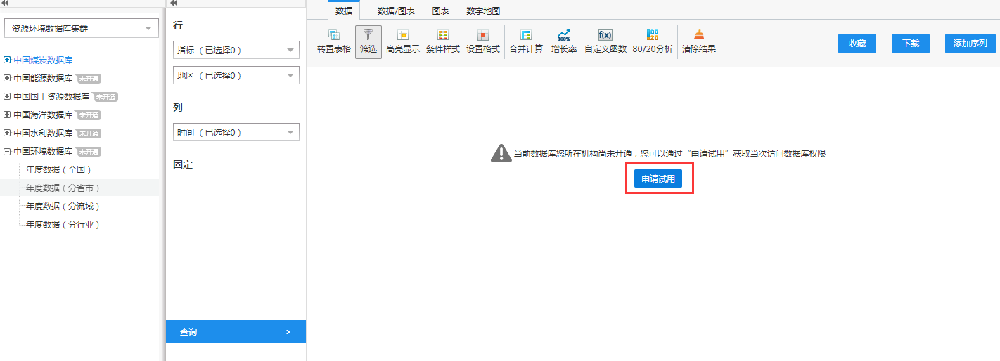 资源环境数据库集群
中国煤炭数据库
中国能源数据库 未开通
中国国土资源数据库 未开通
中国海洋数据库 未开通
中国水利数据库 未开通
中国环境数据库 未开通
年度数据（全国）
年度数据（分省市）
年度数据（分流域）
年度数据（分行业）
行
指标 （已选择0）
地区 （已选择0）
列
时间 （已选择0）
固定
查询
数据 数据/图表 图表 数字地图
转置表格 筛选 高亮显示 条件样式 设置格式 合并计算 增长率 自定义函数 80/20分析 清除结果
100% f(x) 80 20
收藏 下载 添加序列
当前数据库您所在机构尚未开通，您可以通过“申请试用”获取当次访问数据库权限
申请试用